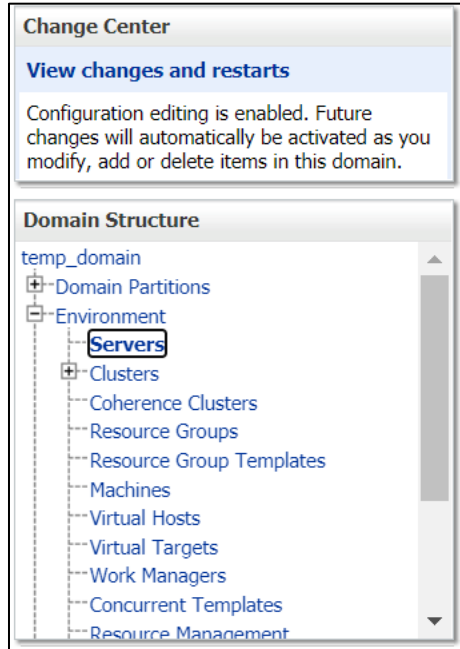 Change Center
View changes and restarts
Configuration editing is enabled. Future
changes will automatically be activated as you
modify, add or delete items in this domain.
Domain Structure
temp_domain
Domain Partitions
Environment
Servers
Clusters
Coherence Clusters
Resource Groups
Resource Group Templates
Machines
Virtual Hosts
Virtual Targets
Work Managers
Concurrent Templates
Resource Management